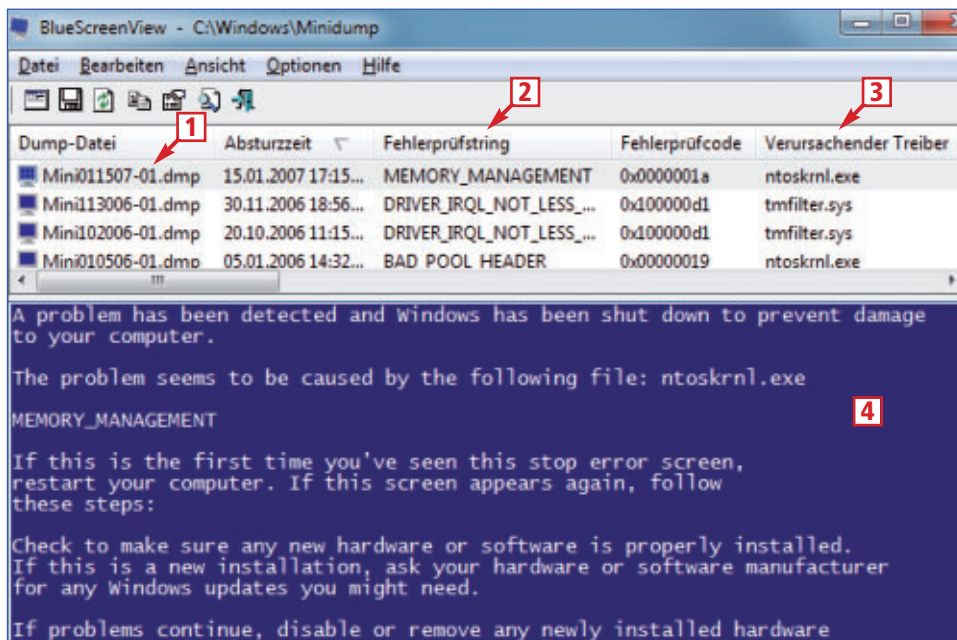 BlueScreenView - C:\Windows\Minidump
Datei Bearbeiten Ansicht Optionen Hilfe
1 2 3
Dump-Datei Absturzzeit Fehlerprüfstring Fehlerprüfcode Verursachender Treiber
Mini011507-01.dmp 15.01.2007 17:15... MEMORY_MANAGEMENT 0x0000001a ntoskrnl.exe
Mini113006-01.dmp 30.11.2006 18:56... DRIVER_IRQL_NOT_LESS_... 0x100000d1 tmfilter.sys
Mini102006-01.dmp 20.10.2006 11:15... DRIVER_IRQL_NOT_LESS_... 0x100000d1 tmfilter.sys
Mini010506-01.dmp 05.01.2006 14:32... BAD_POOL_HEADER 0x00000019 ntoskrnl.exe
A problem has been detected and Windows has been shut down to prevent damage
to your computer.
The problem seems to be caused by the following file: ntoskrnl.exe
MEMORY_MANAGEMENT
4
If this is the first time you've seen this stop error screen,
restart your computer. If this screen appears again, follow
these steps:
Check to make sure any new hardware or software is properly installed.
If this is a new installation, ask your hardware or software manufacturer
for any Windows updates you might need.
If problems continue, disable or remove any newly installed hardware